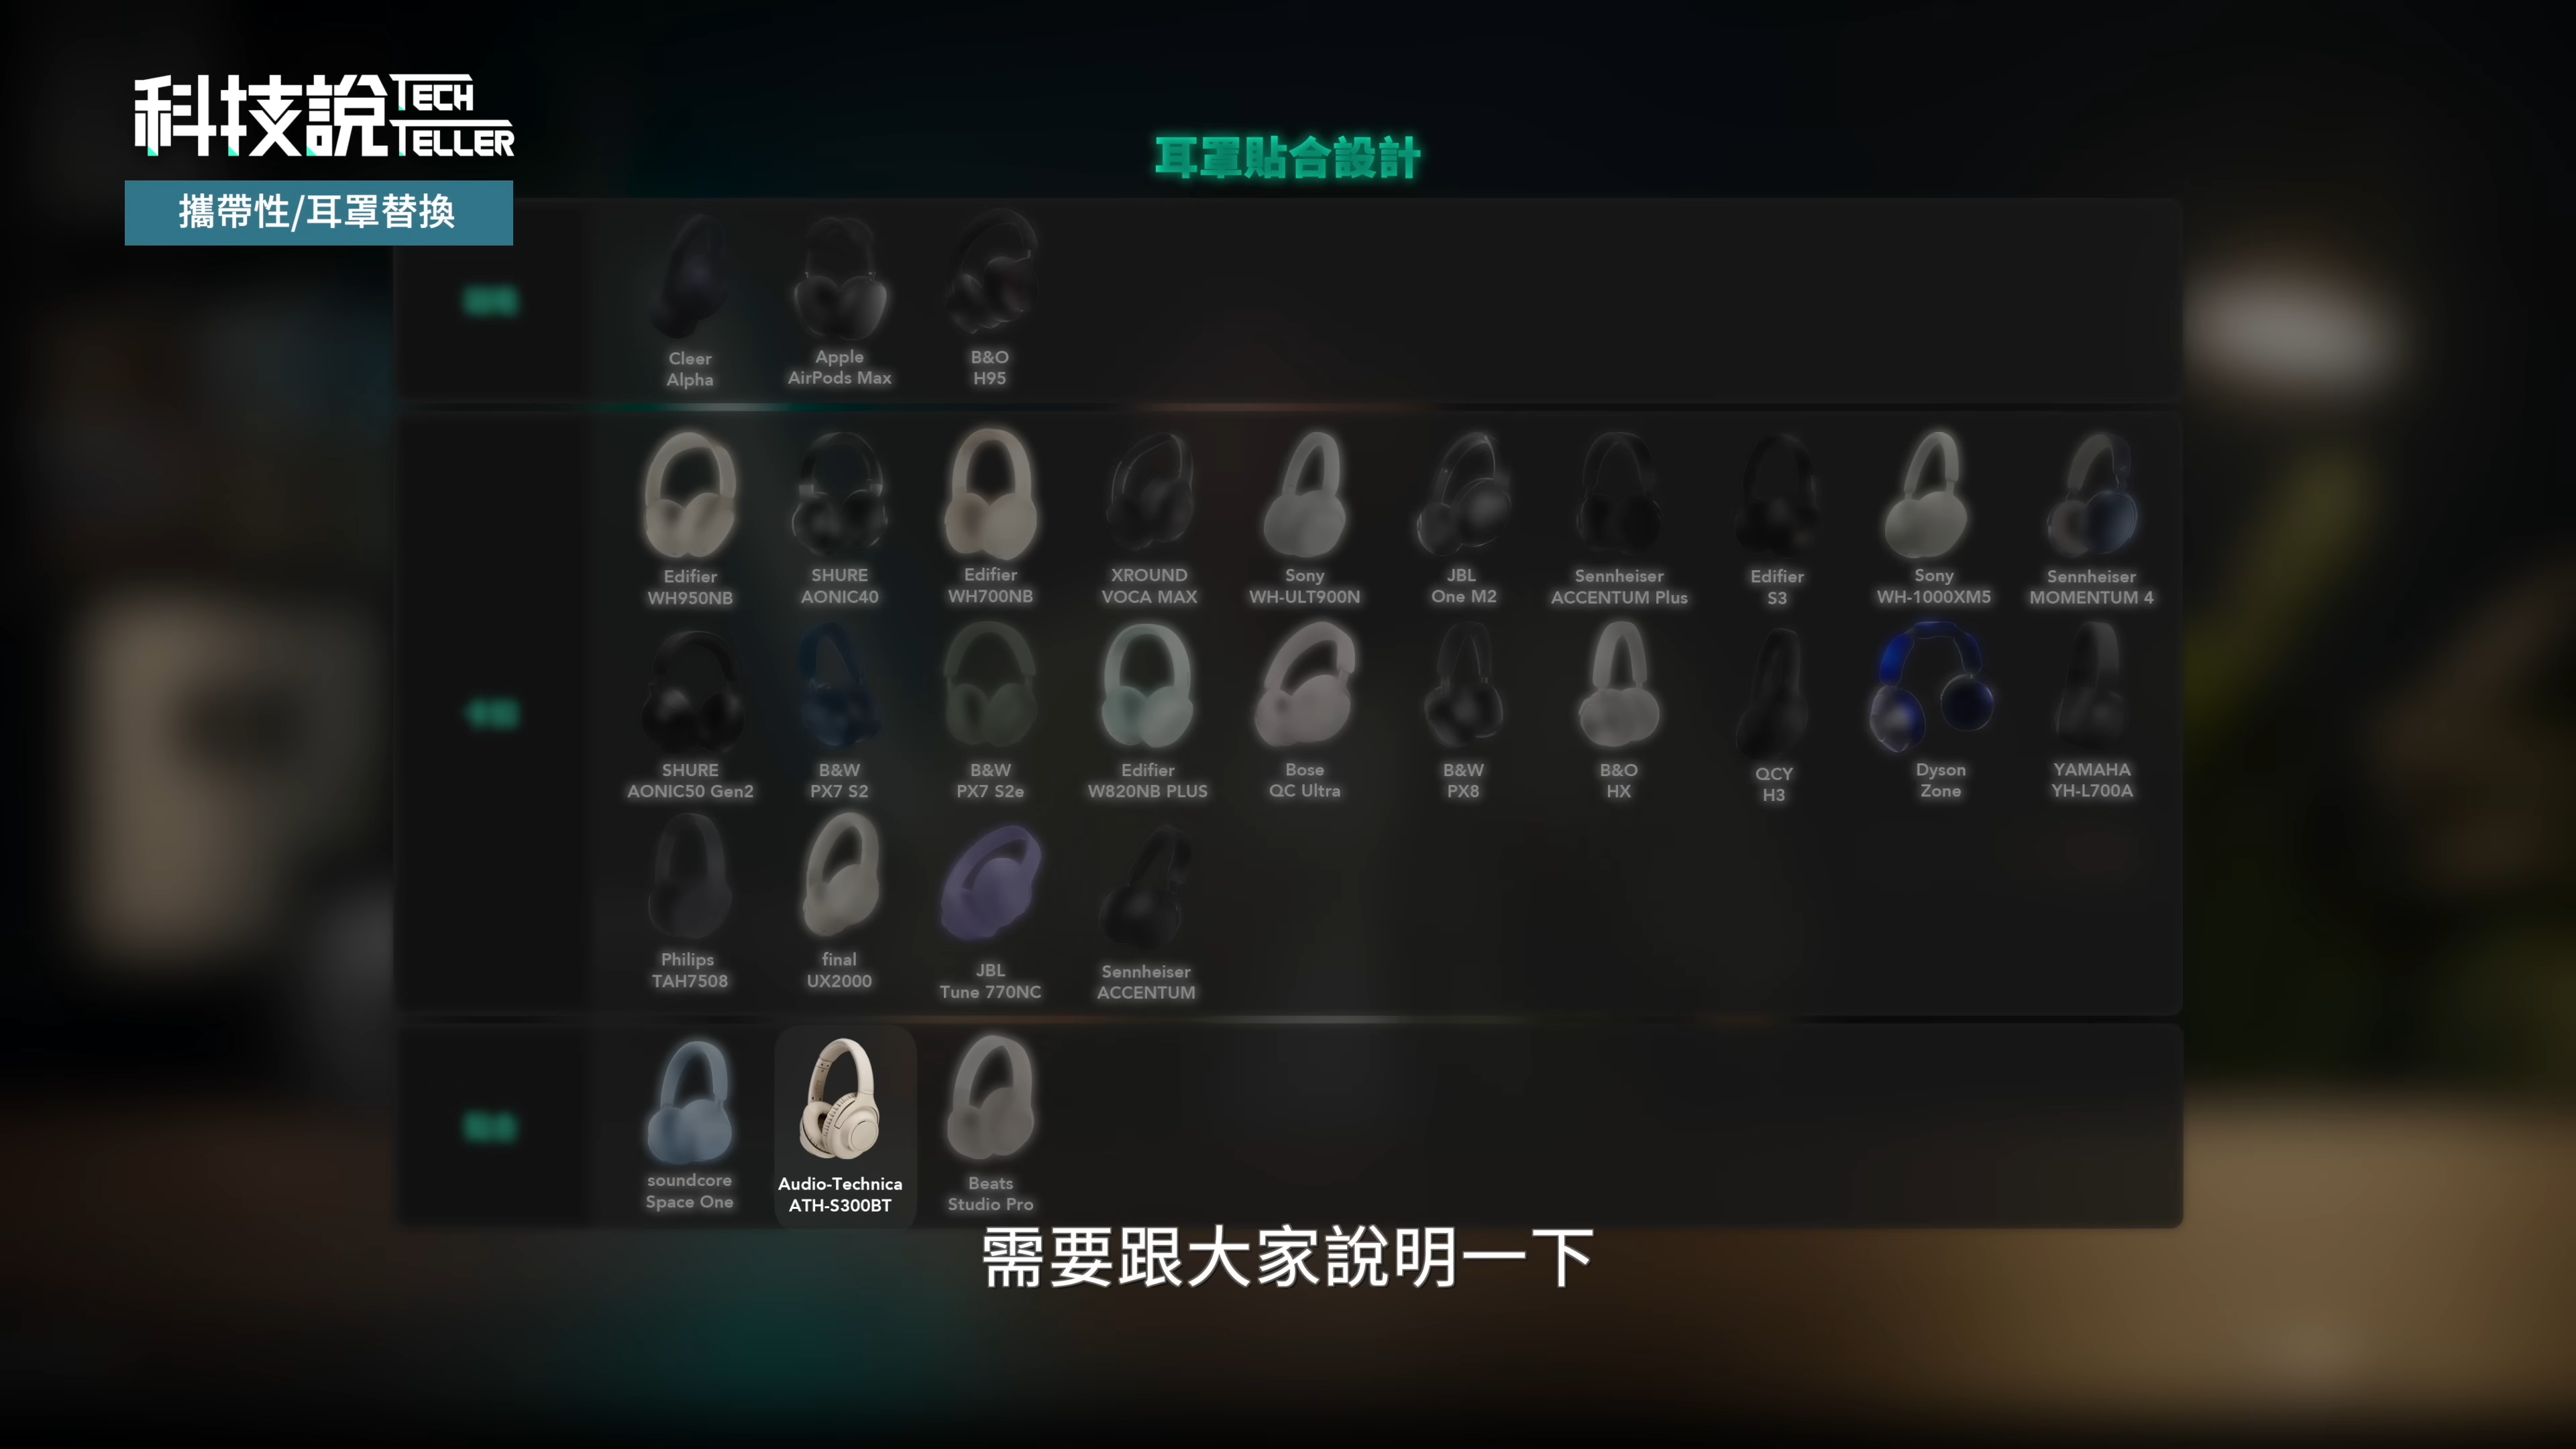 科技說 TECH TELLER
攜帶性/耳罩替換
耳罩貼合設計
Cleer
Alpha
Apple
AirPods Max
B&O
H95
Edifier
WH950NB
SHURE
AONIC40
Edifier
WH700NB
XROUND
VOCA MAX
Sony
WH-ULT900N
JBL
One M2
Sennheiser
ACCENTUM Plus
Edifier
S3
Sony
WH-1000XM5
Sennheiser
MOMENTUM 4
SHURE
AONIC50 Gen2
B&W
PX7 S2
B&W
PX7 S2e
Edifier
W820NB PLUS
Bose
QC Ultra
B&W
PX8
B&O
HX
QCY
H3
Dyson
Zone
YAMAHA
YH-L700A
Philips
TAH7508
final
UX2000
JBL
Tune 770NC
Sennheiser
ACCENTUM
soundcore
Space One
Audio-Technica
ATH-S300BT
Beats
Studio Pro
需要跟大家說明一下